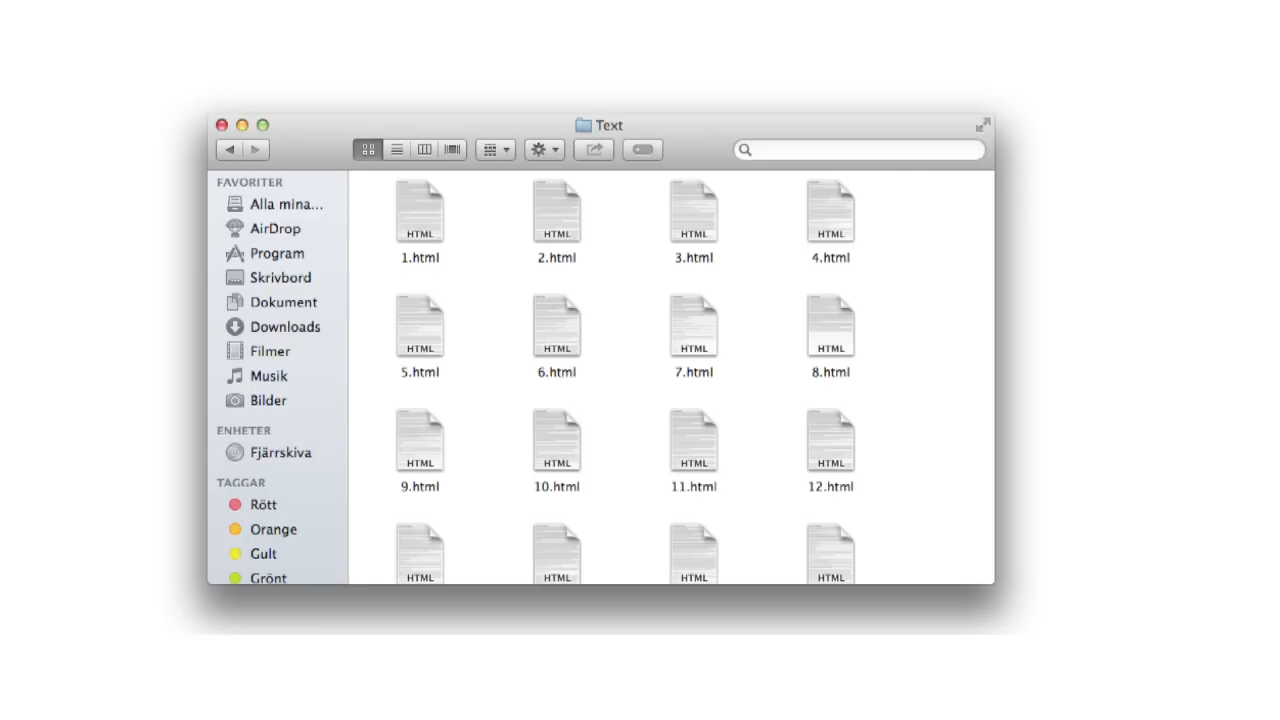 Text
FAVORITER
Alla mina...
AirDrop
Program
Skrivbord
Dokument
Downloads
Filmer
Musik
Bilder
ENHETER
Fjärrskiva
TAGGAR
Rött
Orange
Gult
Grönt
HTML HTML HTML HTML
1.html 2.html 3.html 4.html
HTML HTML HTML HTML
5.html 6.html 7.html 8.html
HTML HTML HTML HTML
9.html 10.html 11.html 12.html
HTML HTML HTML HTML